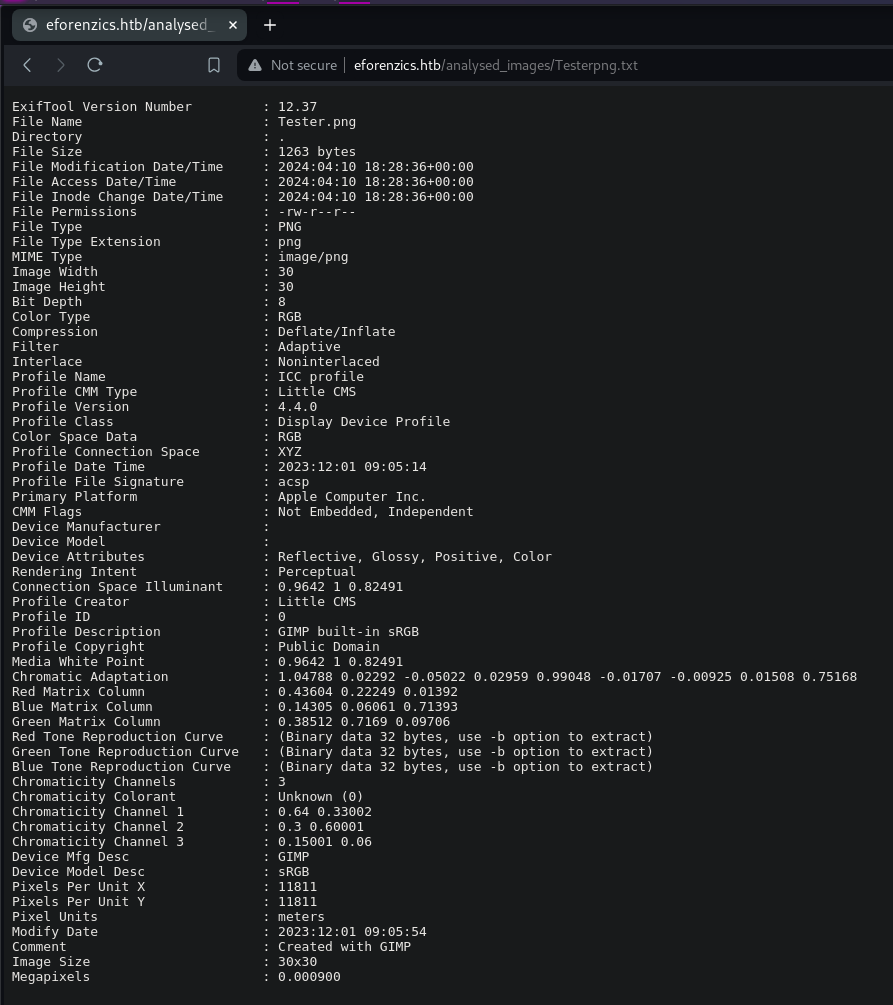 eforenzics.htb/analysed_
Not secure eforenzics.htb/analysed_images/Testerpng.txt
ExifTool Version Number : 12.37
File Name : Tester.png
Directory : .
File Size : 1263 bytes
File Modification Date/Time : 2024:04:10 18:28:36+00:00
File Access Date/Time : 2024:04:10 18:28:36+00:00
File Inode Change Date/Time : 2024:04:10 18:28:36+00:00
File Permissions : -rw-r--r--
File Type : PNG
File Type Extension : png
MIME Type : image/png
Image Width : 30
Image Height : 30
Bit Depth : 8
Color Type : RGB
Compression : Deflate/Inflate
Filter : Adaptive
Interlace : Noninterlaced
Profile Name : ICC profile
Profile CMM Type : Little CMS
Profile Version : 4.4.0
Profile Class : Display Device Profile
Color Space Data : RGB
Profile Connection Space : XYZ
Profile Date Time : 2023:12:01 09:05:14
Profile File Signature : acsp
Primary Platform : Apple Computer Inc.
CMM Flags : Not Embedded, Independent
Device Manufacturer :
Device Model :
Device Attributes : Reflective, Glossy, Positive, Color
Rendering Intent : Perceptual
Connection Space Illuminant : 0.9642 1 0.82491
Profile Creator : Little CMS
Profile ID : 0
Profile Description : GIMP built-in sRGB
Profile Copyright : Public Domain
Media White Point : 0.9642 1 0.82491
Chromatic Adaptation : 1.04788 0.02292 -0.05022 0.02959 0.99048 -0.01707 -0.00925 0.01508 0.75168
Red Matrix Column : 0.43604 0.22249 0.01392
Blue Matrix Column : 0.14305 0.06061 0.71393
Green Matrix Column : 0.38512 0.7169 0.09706
Red Tone Reproduction Curve : (Binary data 32 bytes, use -b option to extract)
Green Tone Reproduction Curve : (Binary data 32 bytes, use -b option to extract)
Blue Tone Reproduction Curve : (Binary data 32 bytes, use -b option to extract)
Chromaticity Channels : 3
Chromaticity Colorant : Unknown (0)
Chromaticity Channel 1 : 0.64 0.33002
Chromaticity Channel 2 : 0.3 0.60001
Chromaticity Channel 3 : 0.15001 0.06
Device Mfg Desc : GIMP
Device Model Desc : sRGB
Pixels Per Unit X : 11811
Pixels Per Unit Y : 11811
Pixel Units : meters
Modify Date : 2023:12:01 09:05:54
Comment : Created with GIMP
Image Size : 30x30
Megapixels : 0.000900